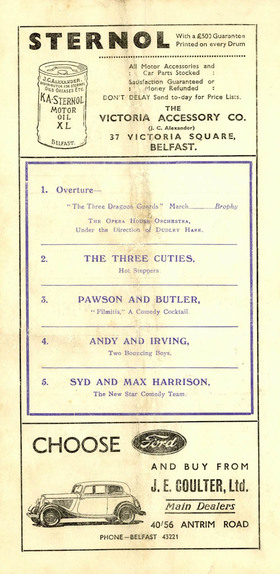 STERNOL With a £500 Guarantee
Printed on every Drum
J.C. ALEXANDER.
OILS GREASES ETC.
KA-STERNOL
MOTOR
OIL
XL
BELFAST.
All Motor Accessories and
: Car Parts Stocked :
Satisfaction Guaranteed or
: Money Refunded :
DON'T DELAY Send to-day for Price Lists.
THE
VICTORIA ACCESSORY CO.
(J. C. Alexander)
37 VICTORIA SQUARE,
BELFAST.
1. Overture—
"The Three Dragoon Guards" March......... Brophy
THE OPERA HOUSE ORCHESTRA,
Under the Direction of DUDLEY HARE.
2. THE THREE CUTIES,
Hot Steppers
3. PAWSON AND BUTLER,
"Filmitis," A Comedy Cocktail
4. ANDY AND IRVING,
Two Bouncing Boys.
5. SYD AND MAX HARRISON,
The New Star Comedy Team.
CHOOSE Ford
AND BUY FROM
J. E. COULTER, Ltd.
Main Dealers
40/56 ANTRIM ROAD
PHONE—BELFAST 43221